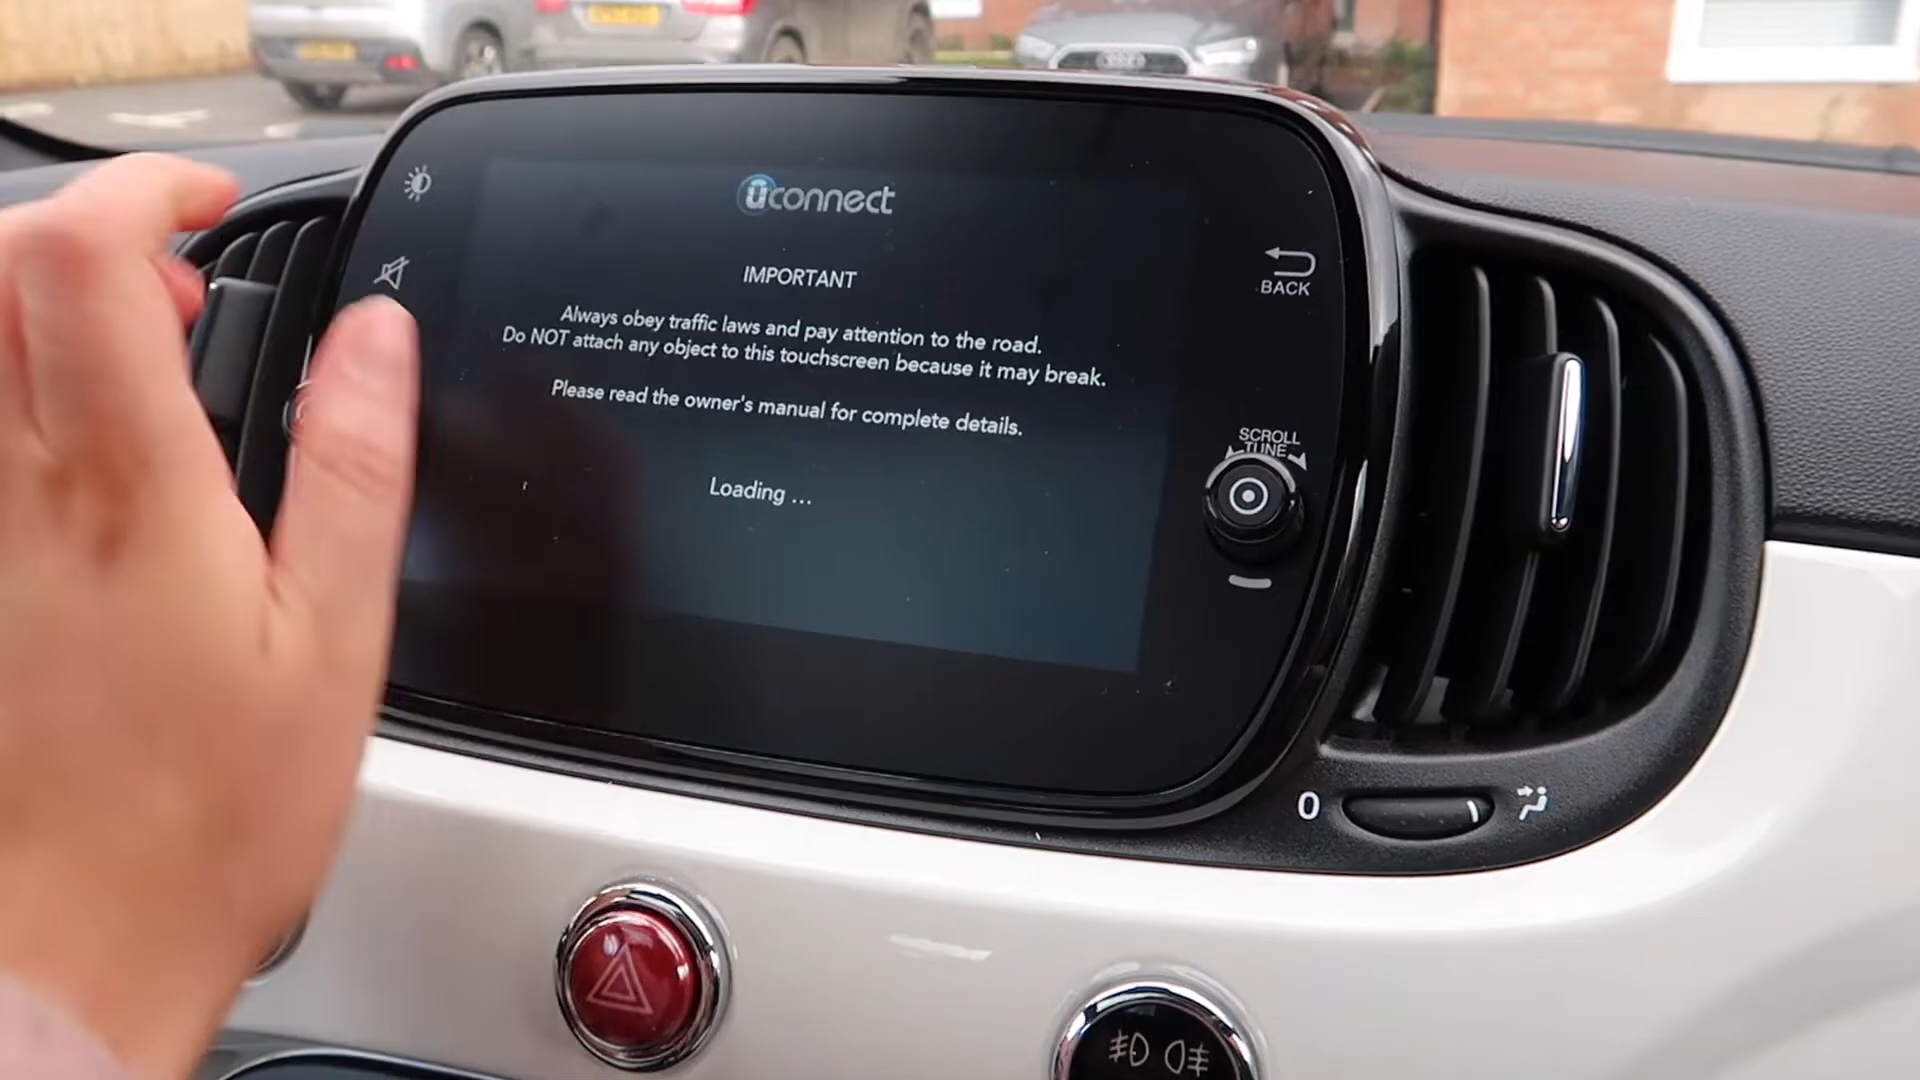 ūconnect
IMPORTANT
Always obey traffic laws and pay attention to the road.
Do NOT attach any object to this touchscreen because it may break.
Please read the owner's manual for complete details.
Loading ...
BACK
SCROLL
TUNE
0